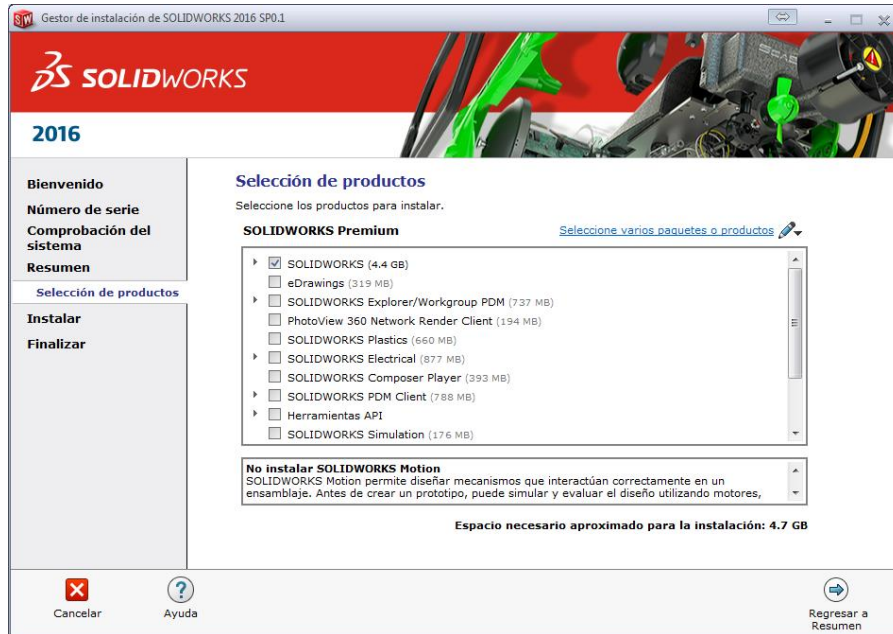 Gestor de instalación de SOLIDWORKS 2016 SP0.1
SOLIDWORKS
2016
Bienvenido
Número de serie
Comprobación del
sistema
Resumen
Selección de productos
Instalar
Finalizar
Selección de productos
Seleccione los productos para instalar.
SOLIDWORKS Premium
Seleccione varios paquetes o productos
SOLIDWORKS (4.4 GB)
eDrawings (319 MB)
SOLIDWORKS Explorer/Workgroup PDM (737 MB)
PhotoView 360 Network Render Client (194 MB)
SOLIDWORKS Plastics (660 MB)
SOLIDWORKS Electrical (877 MB)
SOLIDWORKS Composer Player (393 MB)
SOLIDWORKS PDM Client (788 MB)
Herramientas API
SOLIDWORKS Simulation (176 MB)
No instalar SOLIDWORKS Motion
SOLIDWORKS Motion permite diseñar mecanismos que interactúan correctamente en un
ensamblaje. Antes de crear un prototipo, puede simular y evaluar el diseño utilizando motores,
Espacio necesario aproximado para la instalación: 4.7 GB
Cancelar
Ayuda
Regresar a
Resumen